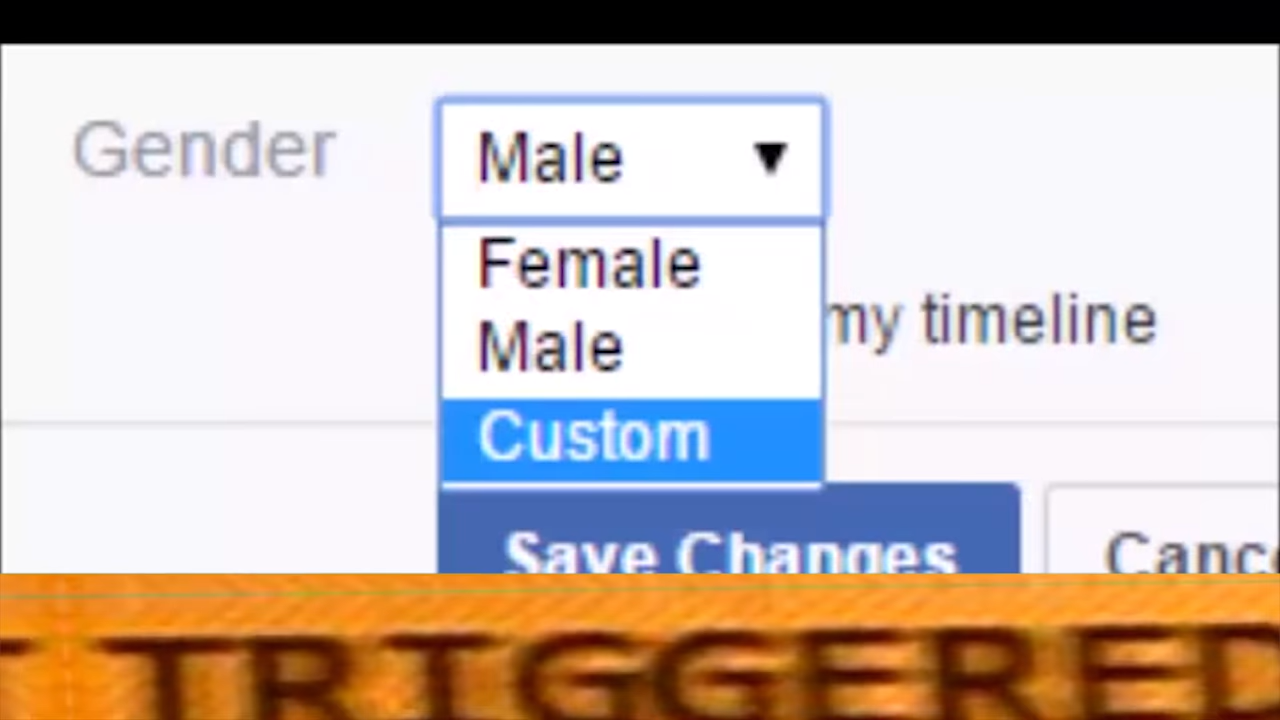 Gender
Male
Female
my timeline
Male
Custom
Save Changes
TRIGGERED